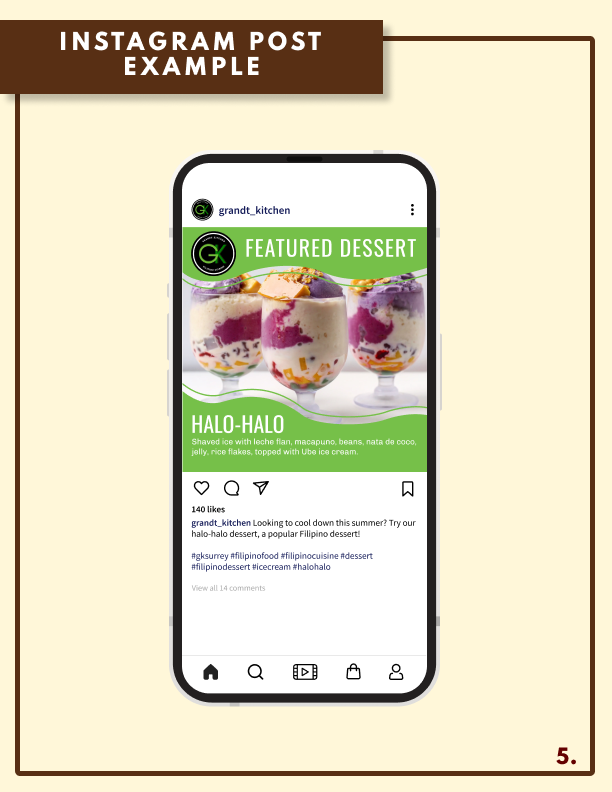 INSTAGRAM POST
EXAMPLE
GK
grandt_kitchen
GK
FEATURED DESSERT
HALO-HALO
Shaved ice with leche flan, macapuno, beans, nata de coco,
jelly, rice flakes, topped with Ube ice cream.
140 likes
grandt_kitchen Looking to cool down this summer? Try our
halo-halo dessert, a popular Filipino dessert!
#gksurrey #filipinofood #filipinocuisine #dessert
#filipinodessert #icecream #halohalo
View all 14 comments
5.